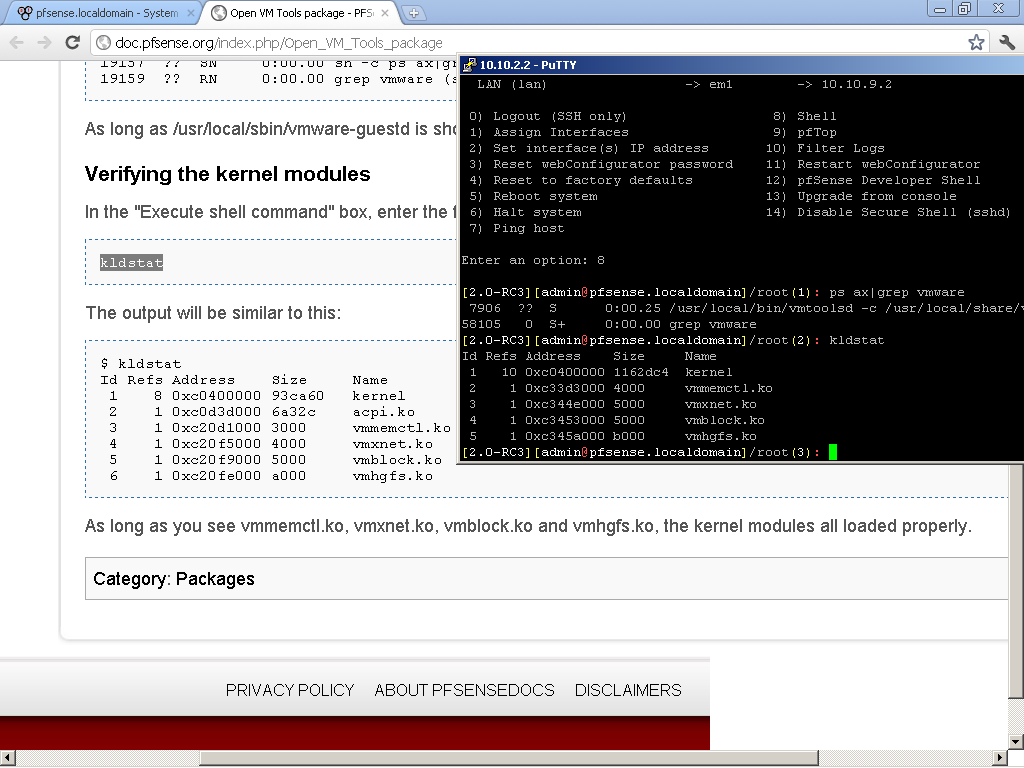 pfsense.localdomain - System
Open VM Tools package - PFS
doc.pfsense.org/index.php/Open_VM_Tools_package
19157 ?? SN 0:00.00 sh -c ps ax|gr
19159 ?? RN 0:00.00 grep vmware (s
As long as /usr/local/sbin/vmware-guestd is sho
Verifying the kernel modules
In the "Execute shell command" box, enter the f
kldstat
The output will be similar to this:
$ kldstat
Id Refs Address Size Name
1 8 0xc0400000 93ca60 kernel
2 1 0xc0d3d000 6a32c acpi.ko
3 1 0xc20d1000 3000 vmmemctl.ko
4 1 0xc20f5000 4000 vmxnet.ko
5 1 0xc20f9000 5000 vmblock.ko
6 1 0xc20fe000 a000 vmhgfs.ko
As long as you see vmmemctl.ko, vmxnet.ko, vmblock.ko and vmhgfs.ko, the kernel modules all loaded properly.
Category: Packages
PRIVACY POLICY ABOUT PFSENSEDOCS DISCLAIMERS
10.10.2.2 - PuTTY
LAN (lan) -> em1 -> 10.10.9.2
0) Logout (SSH only) 8) Shell
1) Assign Interfaces 9) pfTop
2) Set interface(s) IP address 10) Filter Logs
3) Reset webConfigurator password 11) Restart webConfigurator
4) Reset to factory defaults 12) pfSense Developer Shell
5) Reboot system 13) Upgrade from console
6) Halt system 14) Disable Secure Shell (sshd)
7) Ping host
Enter an option: 8
[2.0-RC3][admin@pfsense.localdomain]/root(1): ps ax|grep vmware
7906 ?? S 0:00.25 /usr/local/bin/vmtoolsd -c /usr/local/share/v
58105 0 S+ 0:00.00 grep vmware
[2.0-RC3][admin@pfsense.localdomain]/root(2): kldstat
Id Refs Address Size Name
1 10 0xc0400000 1162dc4 kernel
2 1 0xc33d3000 4000 vmmemctl.ko
3 1 0xc344e000 5000 vmxnet.ko
4 1 0xc3453000 5000 vmblock.ko
5 1 0xc345a000 b000 vmhgfs.ko
[2.0-RC3][admin@pfsense.localdomain]/root(3):